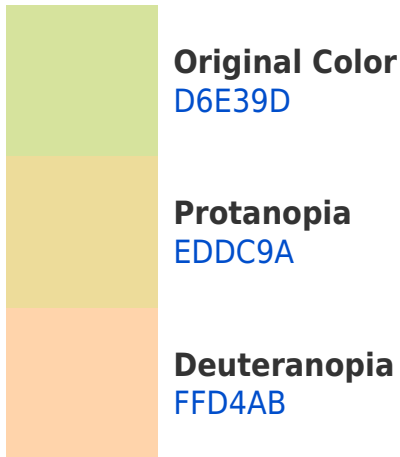 Original Color
D6E39D
Protanopia
EDDC9A
Deuteranopia
FFD4AB